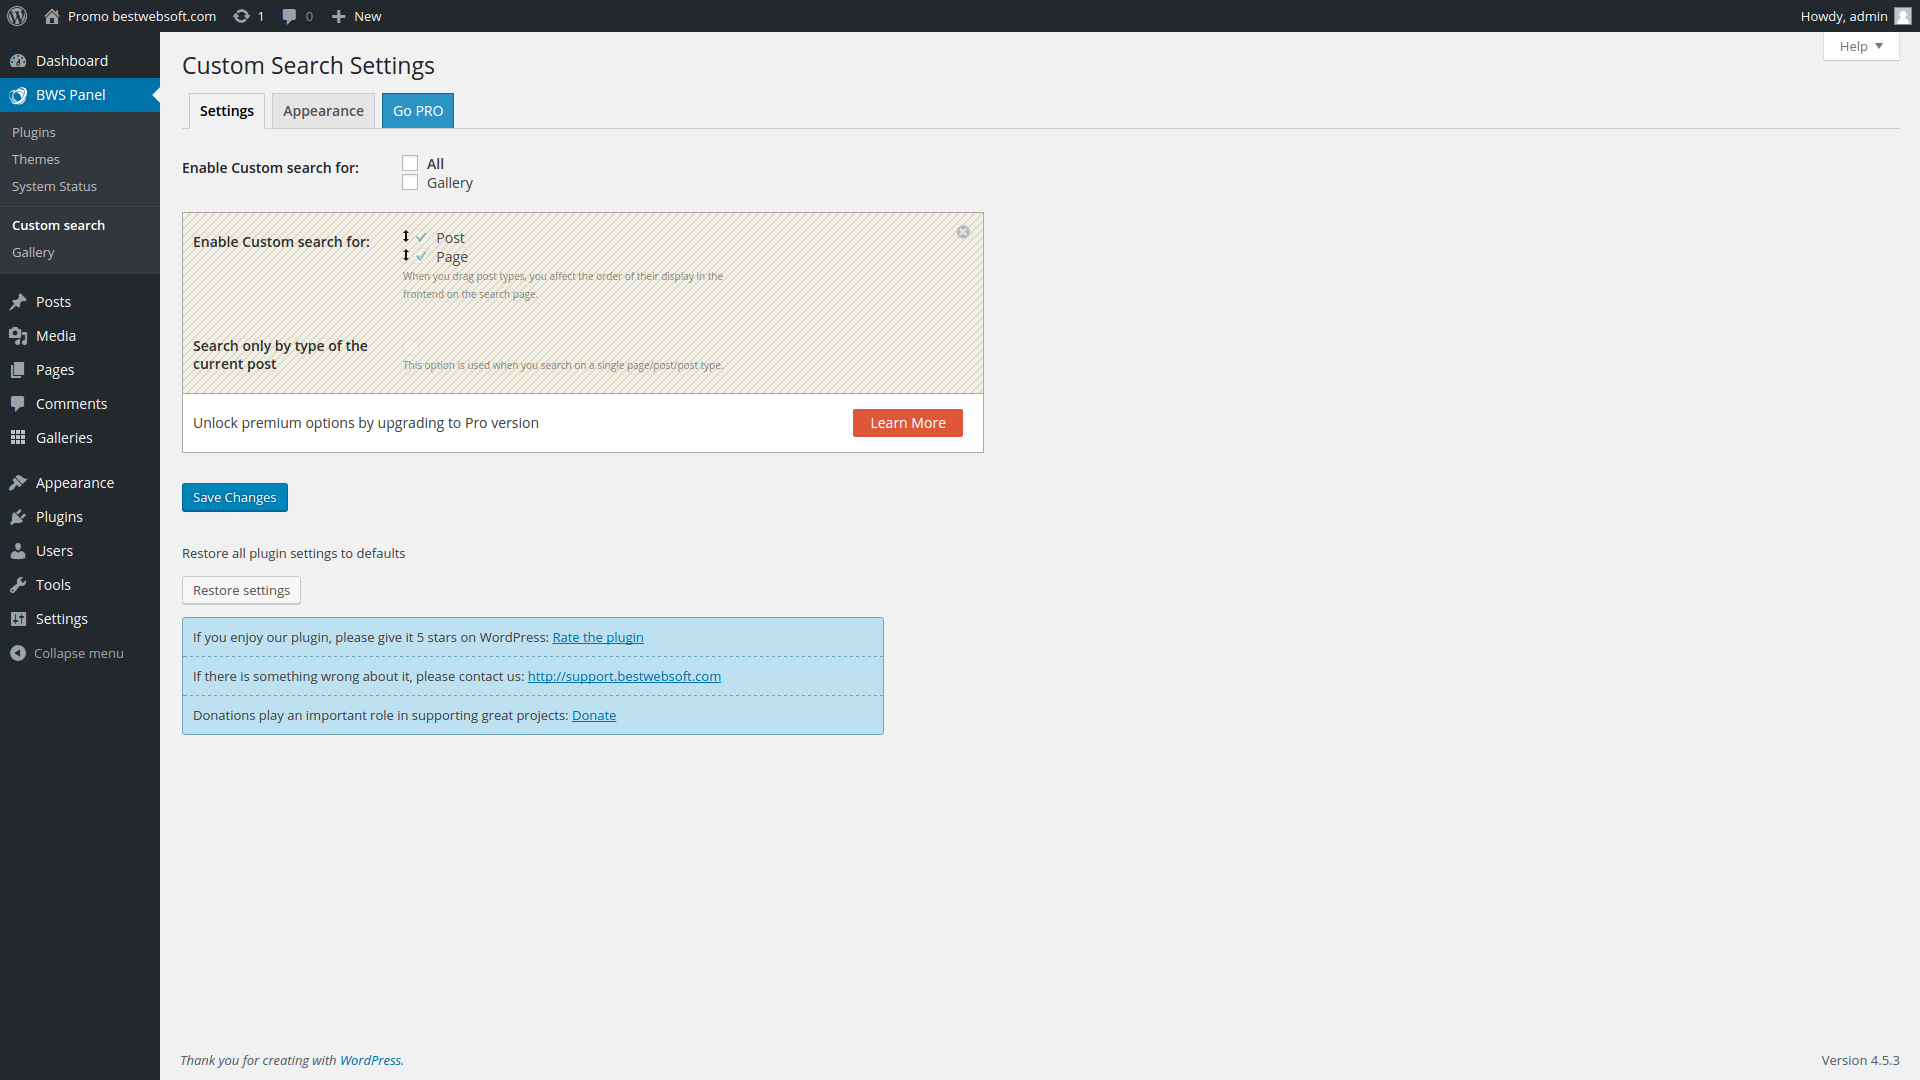 Promo bestwebsoft.com 1 0 New Howdy, admin
Help
Dashboard
BWS Panel
Plugins
Themes
System Status
Custom search
Gallery
Posts
Media
Pages
Comments
Galleries
Appearance
Plugins
Users
Tools
Settings
Collapse menu
Custom Search Settings
Settings Appearance Go PRO
Enable Custom search for: All
Gallery
Enable Custom search for: Post
Page
When you drag post types, you affect the order of their display in the
frontend on the search page.
Search only by type of the
current post
This option is used when you search on a single page/post/post type.
Unlock premium options by upgrading to Pro version Learn More
Save Changes
Restore all plugin settings to defaults
Restore settings
If you enjoy our plugin, please give it 5 stars on WordPress: Rate the plugin
If there is something wrong about it, please contact us: http://support.bestwebsoft.com
Donations play an important role in supporting great projects: Donate
Thank you for creating with WordPress. Version 4.5.3